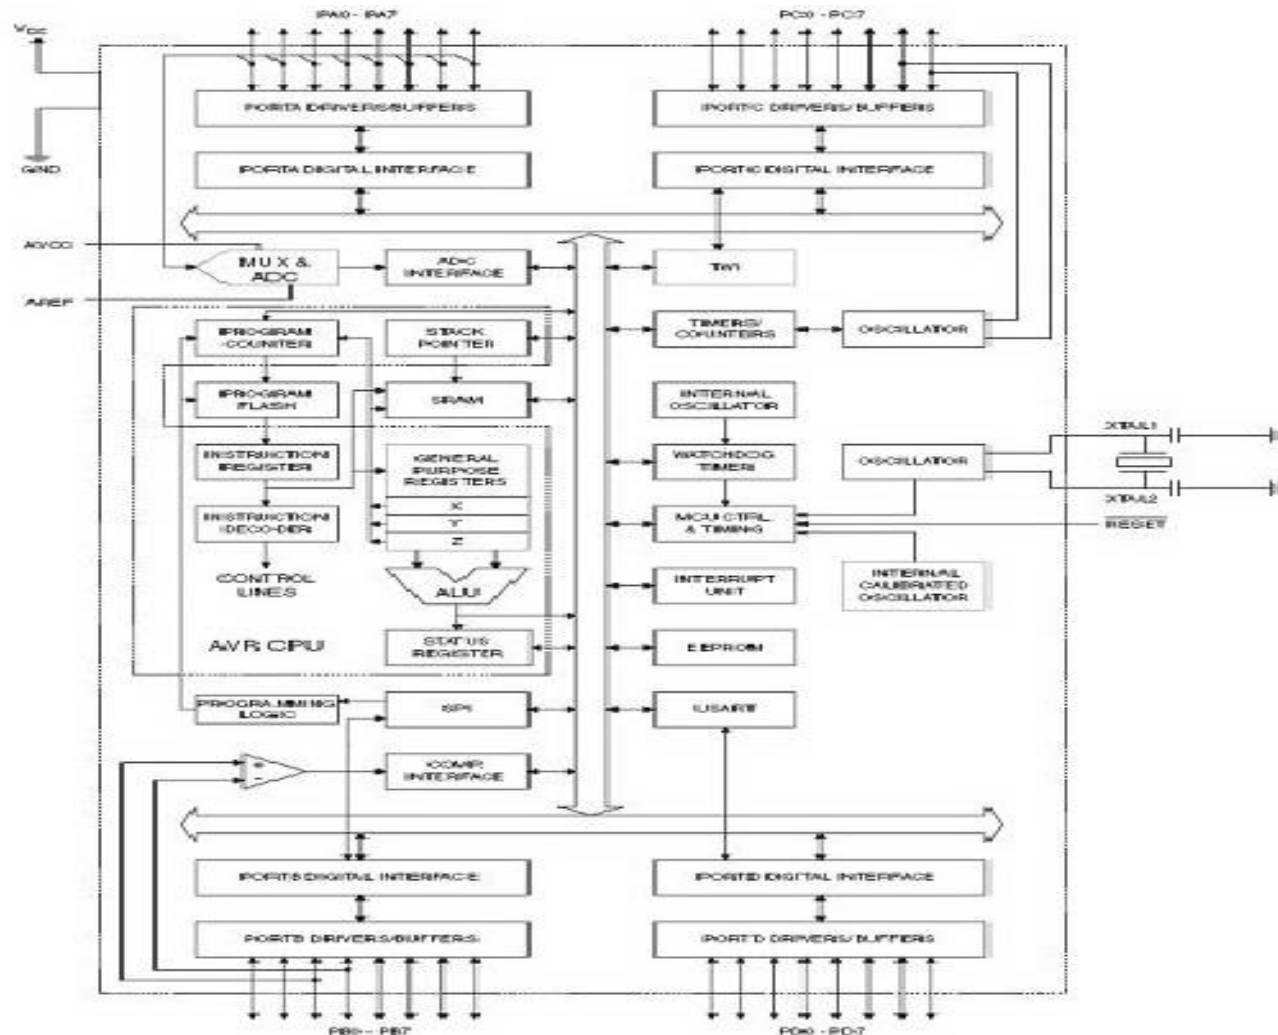 PA0 - PA7
PC0 - PC7
VCC
PORTA DRIVERS/BUFFERS
PORTC DRIVERS/BUFFERS
GND
PORTA DIGITAL INTERFACE
PORTC DIGITAL INTERFACE
AVCC
MUX &
ADC
ADC
INTERFACE
TWI
AREF
PROGRAM
COUNTER
STACK
POINTER
TIMERS/
COUNTERS
OSCILLATOR
PROGRAM
FLASH
SRAM
INTERNAL
OSCILLATOR
XTAL1
INSTRUCTION
REGISTER
GENERAL
PURPOSE
REGISTERS
WATCHDOG
TIMER
OSCILLATOR
XTAL2
X
INSTRUCTION
DECODER
Y
MCU CTRL.
& TIMING
RESET
Z
CONTROL
LINES
ALU
INTERRUPT
UNIT
INTERNAL
CALIBRATED
OSCILLATOR
AVR CPU
STATUS
REGISTER
EEPROM
PROGRAMMING
LOGIC
SPI
USART
+
-
COMP.
INTERFACE
PORTB DIGITAL INTERFACE
PORTD DIGITAL INTERFACE
PORTB DRIVERS/BUFFERS
PORTD DRIVERS/BUFFERS
PB0 - PB7
PD0 - PD7